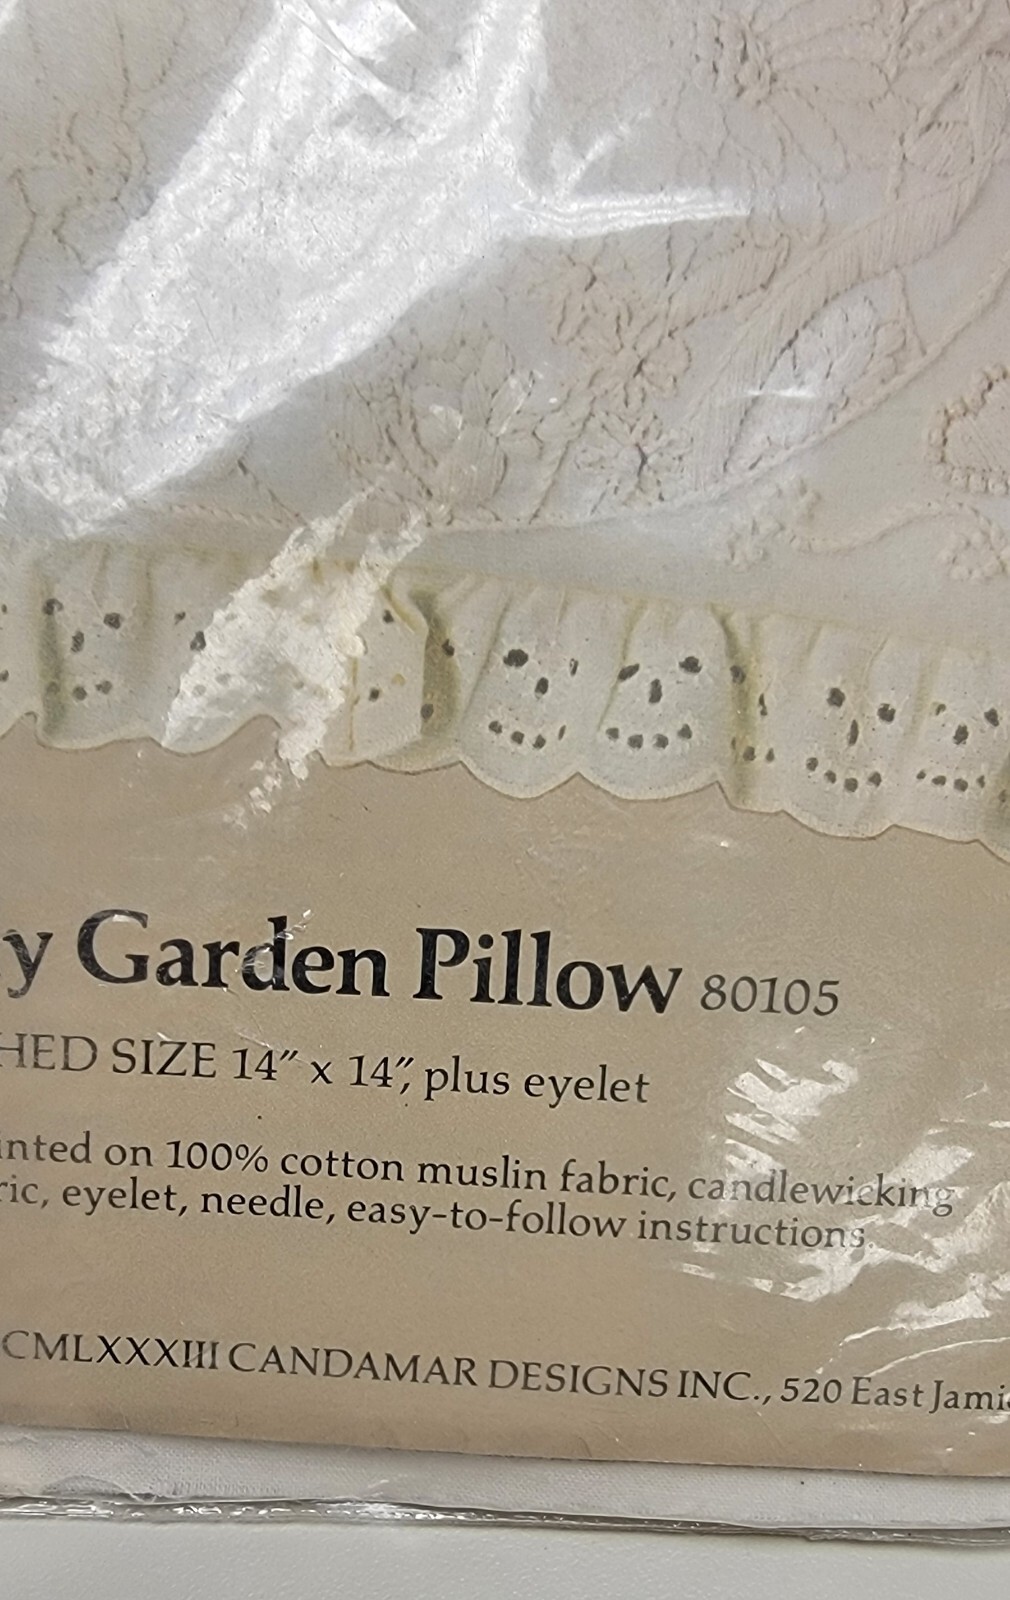 y Garden Pillow 80105
HED SIZE 14" x 14", plus eyelet
inted on 100% cotton muslin fabric, candlewicking
ric, eyelet, needle, easy-to-follow instructions.
CMLXXXIII CANDAMAR DESIGNS INC., 520 East Jami